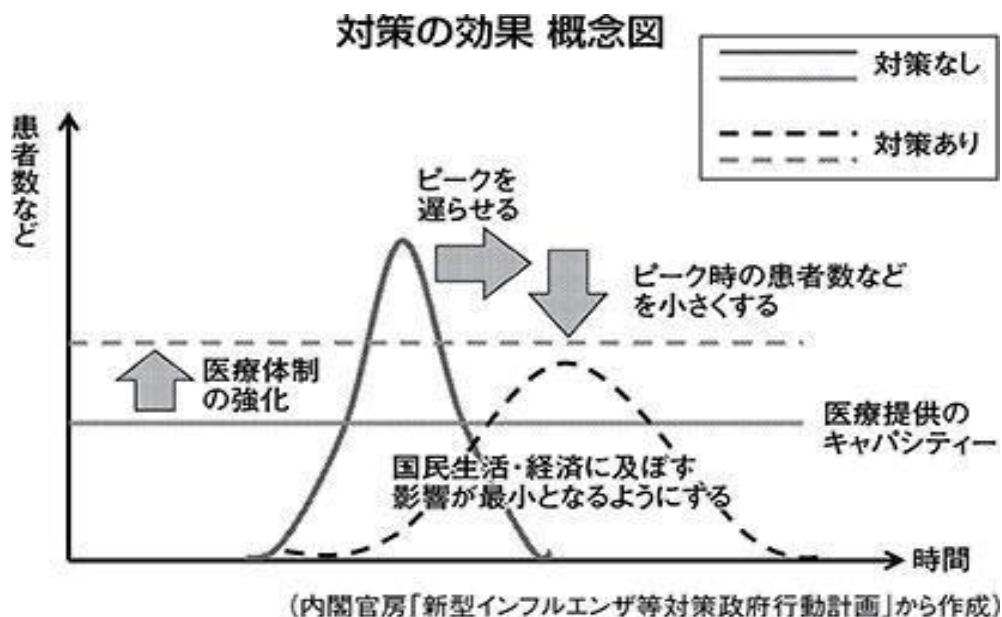 対策の効果 概念図
対策なし
対策あり
患者数など
ピークを
遅らせる
ピーク時の患者数など
を小さくする
医療体制
の強化
医療提供の
キャパシティー
国民生活・経済に及ぼす
影響が最小となるようにずる
時間
(内閣官房「新型インフルエンザ等対策政府行動計画」から作成)